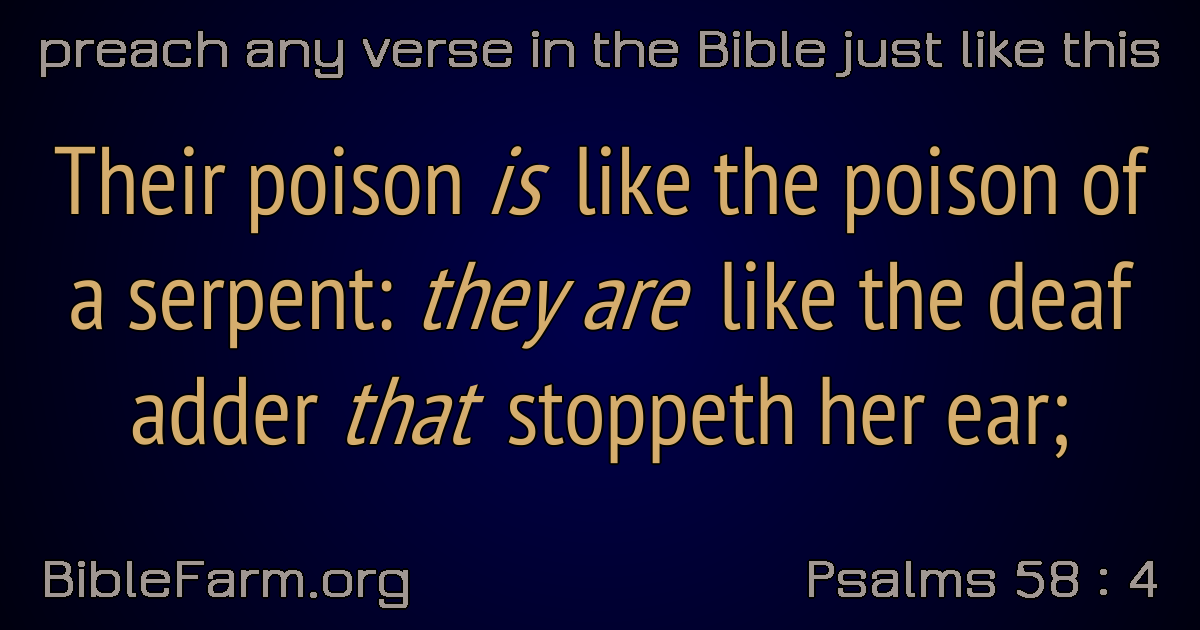 preach any verse in the Bible just like this
Their poison is like the poison of
a serpent: they are like the deaf
adder that stoppeth her ear;
BibleFarm.org
Psalms 58 : 4